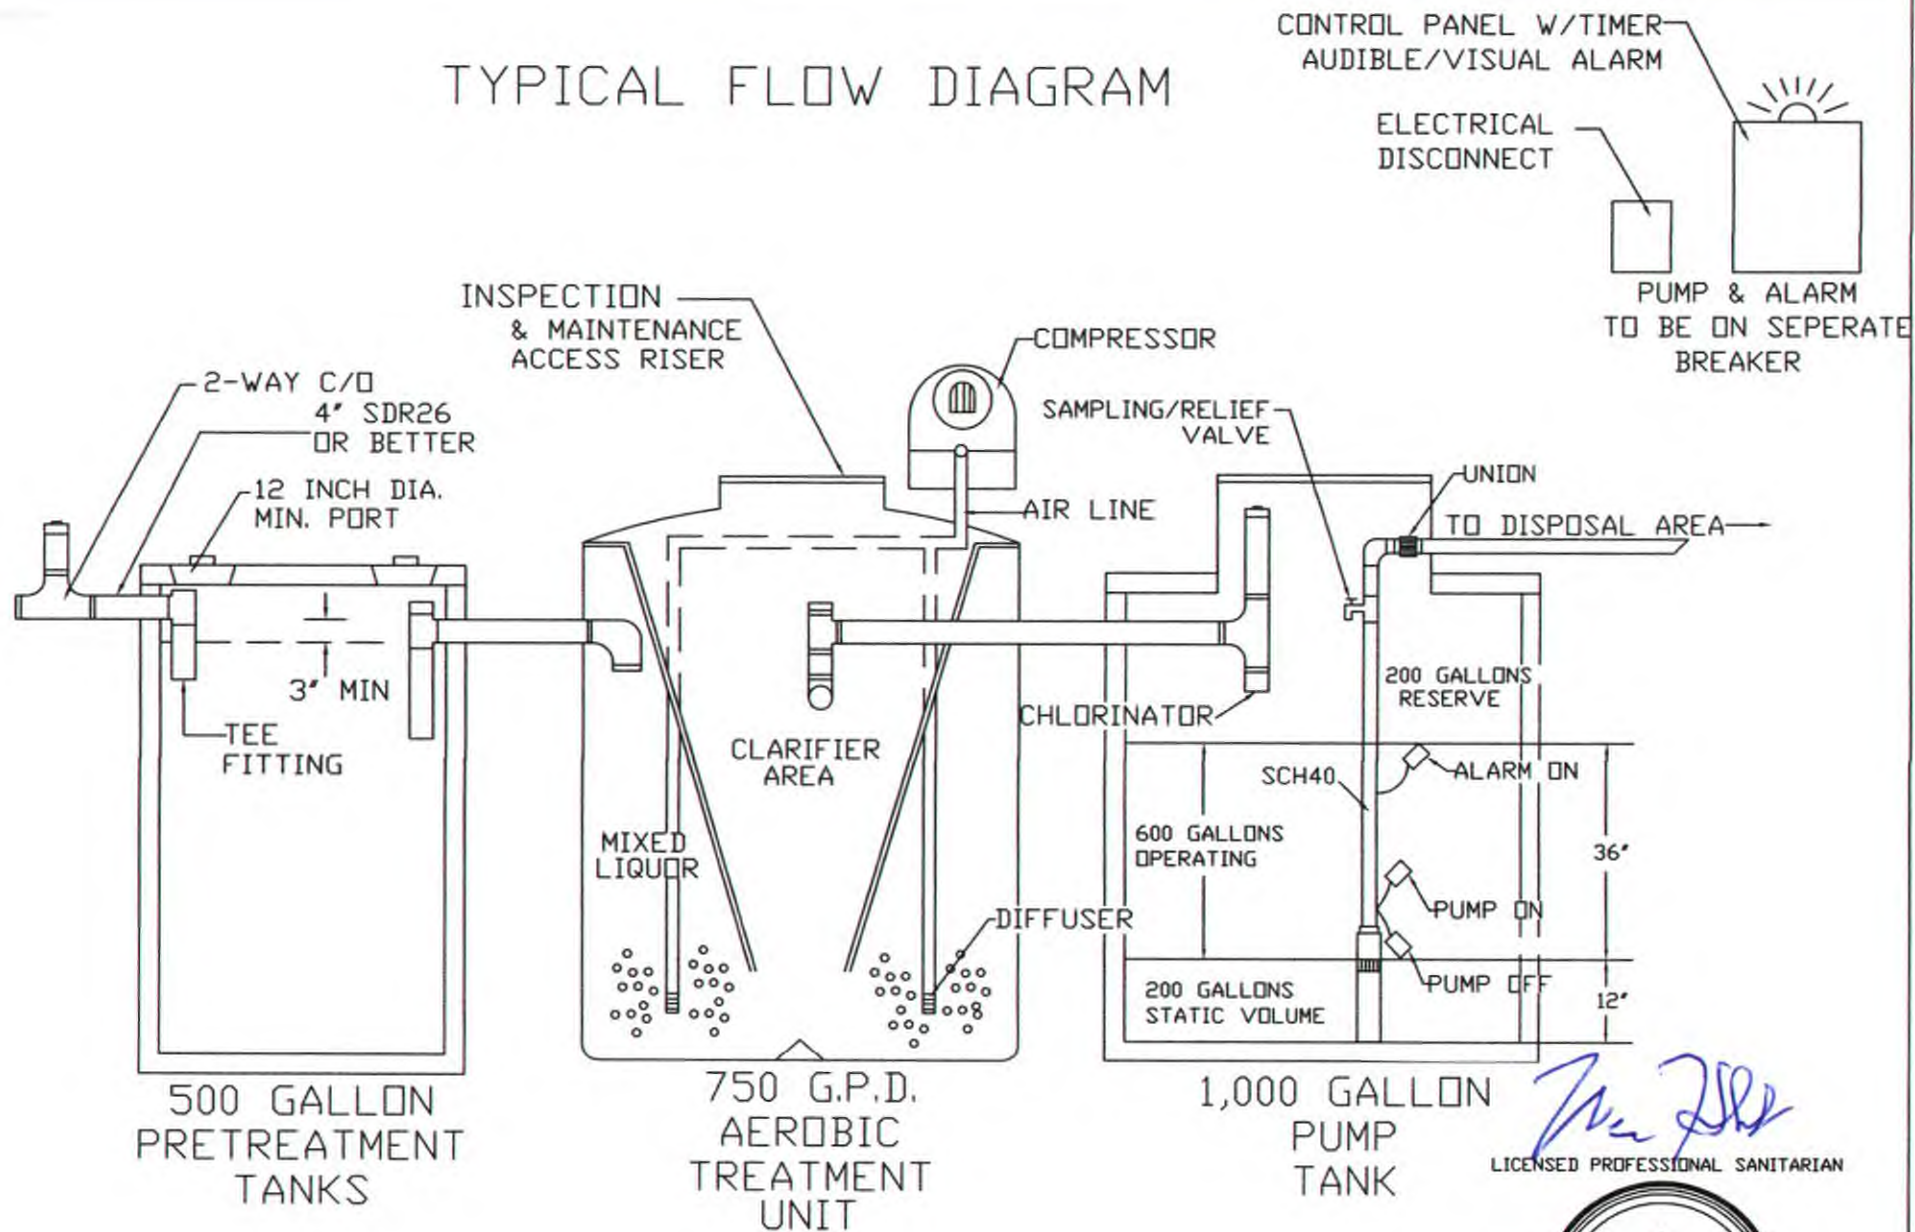 TYPICAL FLOW DIAGRAM
CONTROL PANEL W/TIMER
AUDIBLE/VISUAL ALARM
ELECTRICAL
DISCONNECT
PUMP & ALARM
TO BE ON SEPERATE
BREAKER
INSPECTION
& MAINTENANCE
ACCESS RISER
COMPRESSOR
2-WAY C/O
4" SDR26
OR BETTER
12 INCH DIA.
MIN. PORT
SAMPLING/RELIEF
VALVE
UNION
AIR LINE
TO DISPOSAL AREA
3" MIN
TEE
FITTING
200 GALLONS
RESERVE
CHLORINATOR
CLARIFIER
AREA
SCH40
ALARM ON
MIXED
LIQUOR
600 GALLONS
OPERATING
36"
PUMP ON
DIFFUSER
PUMP OFF
200 GALLONS
STATIC VOLUME
12"
500 GALLON
PRETREATMENT
TANKS
750 G.P.D.
AEROBIC
TREATMENT
UNIT
1,000 GALLON
PUMP
TANK
LICENSED PROFESSIONAL SANITARIAN